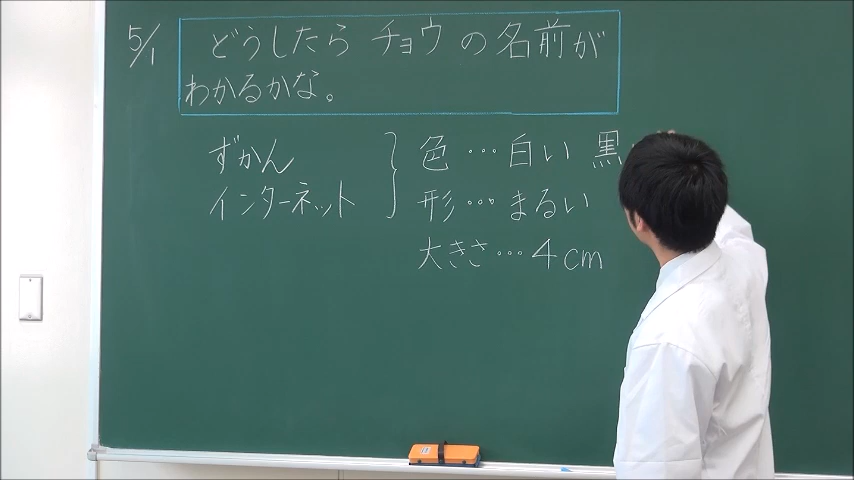 5/1
どうしたら チョウ の 名前が
わかるかな。
ずかん
インターネット
色…白い 黒
形…まるい
大きさ…4cm